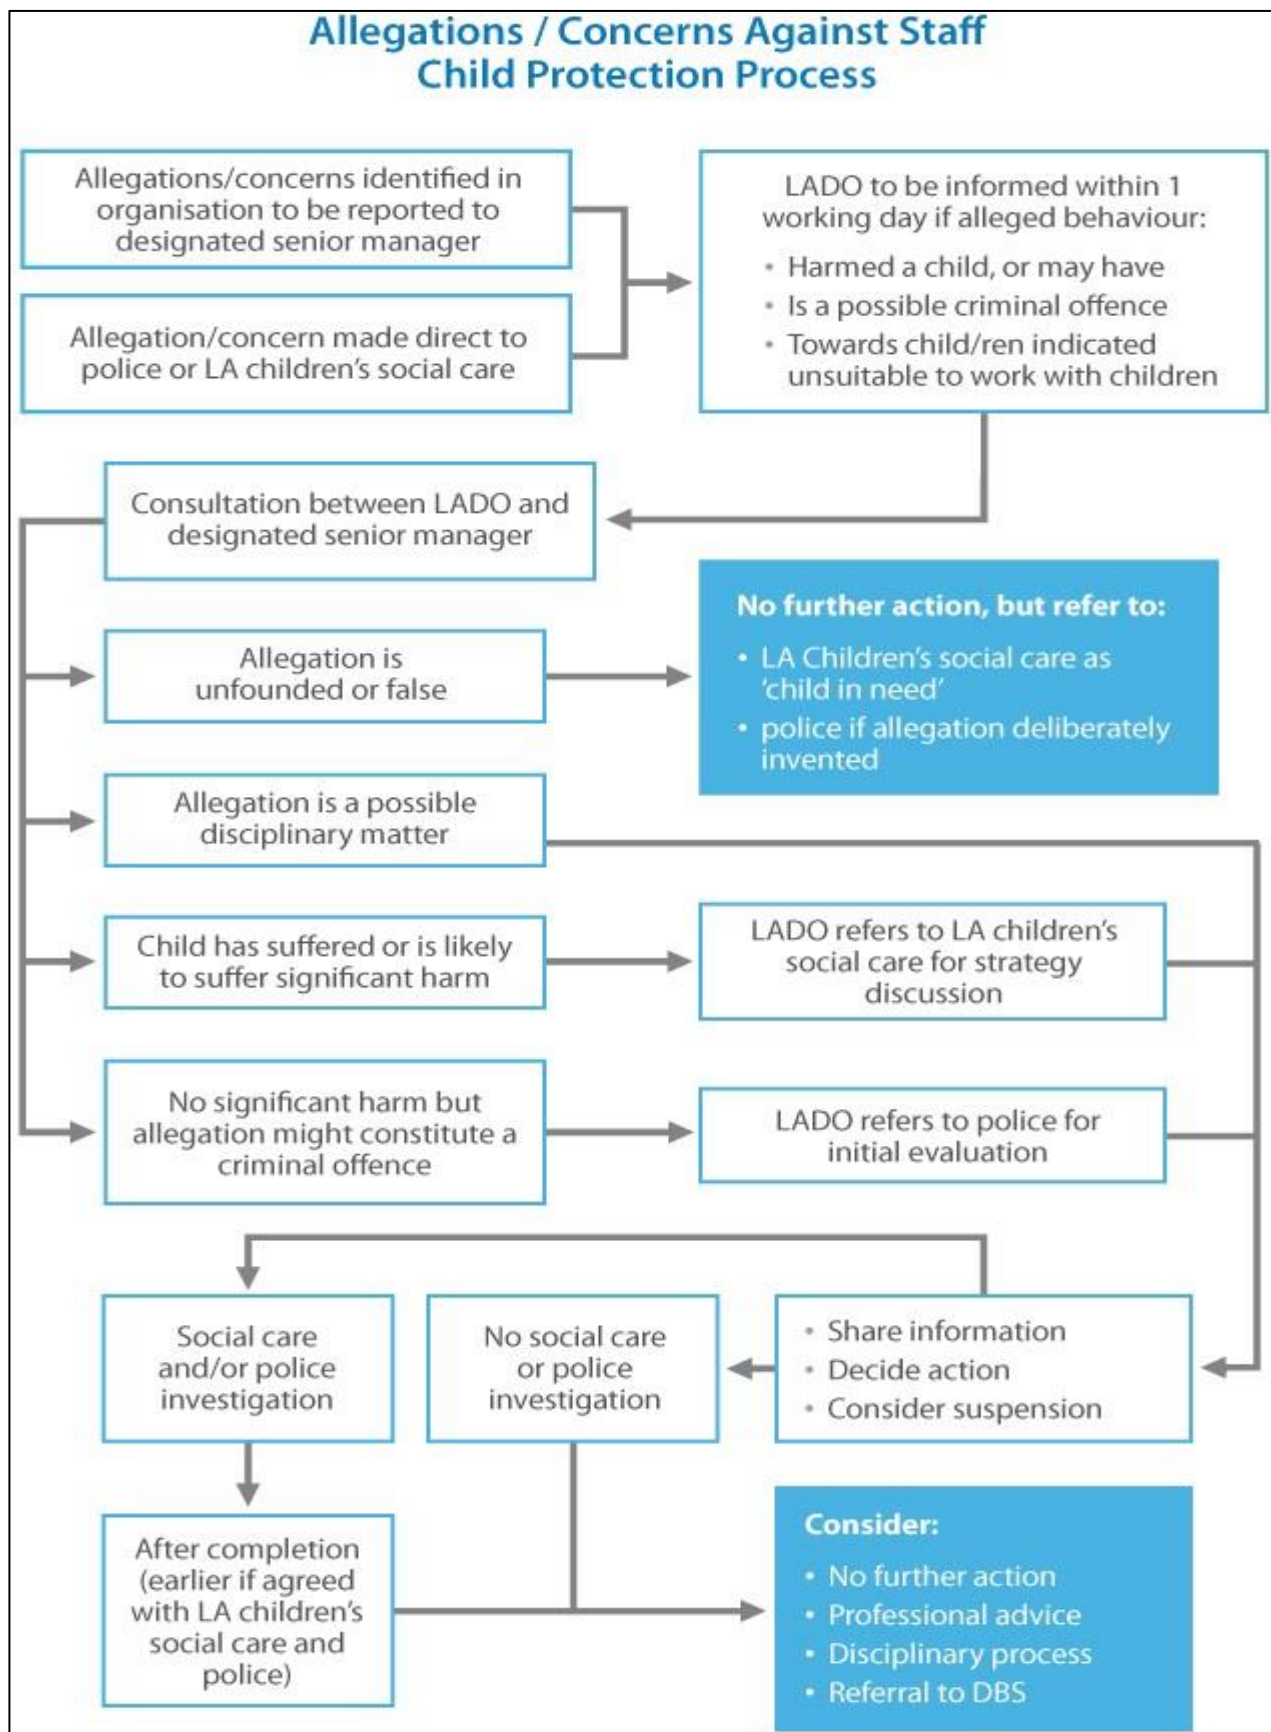 Allegations / Concerns Against Staff
Child Protection Process
Allegations/concerns identified in
organisation to be reported to
designated senior manager
Allegation/concern made direct to
police or LA children's social care
LADO to be informed within 1
working day if alleged behaviour:
• Harmed a child, or may have
• Is a possible criminal offence
• Towards child/ren indicated
unsuitable to work with children
Consultation between LADO and
designated senior manager
Allegation is
unfounded or false
No further action, but refer to:
• LA Children's social care as
‘child in need’
• police if allegation deliberately
invented
Allegation is a possible
disciplinary matter
Child has suffered or is likely
to suffer significant harm
LADO refers to LA children's
social care for strategy
discussion
No significant harm but
allegation might constitute a
criminal offence
LADO refers to police for
initial evaluation
Social care
and/or police
investigation
No social care
or police
investigation
• Share information
• Decide action
• Consider suspension
After completion
(earlier if agreed
with LA children's
social care and
police)
Consider:
• No further action
• Professional advice
• Disciplinary process
• Referral to DBS